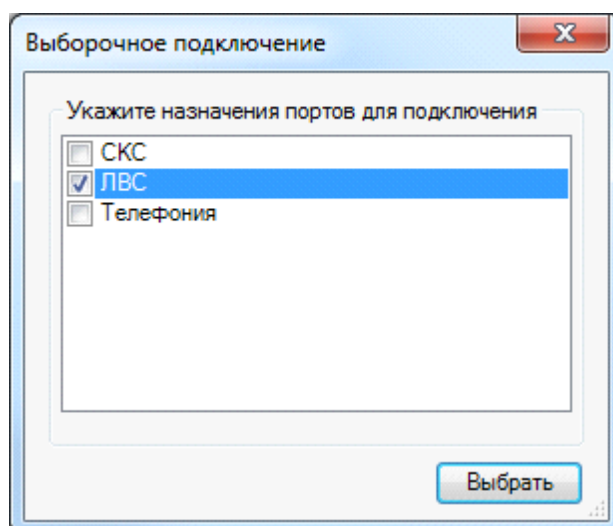 Выборочное подключение
Укажите назначения портов для подключения
СКС
ЛВС
Телефония
Выбрать